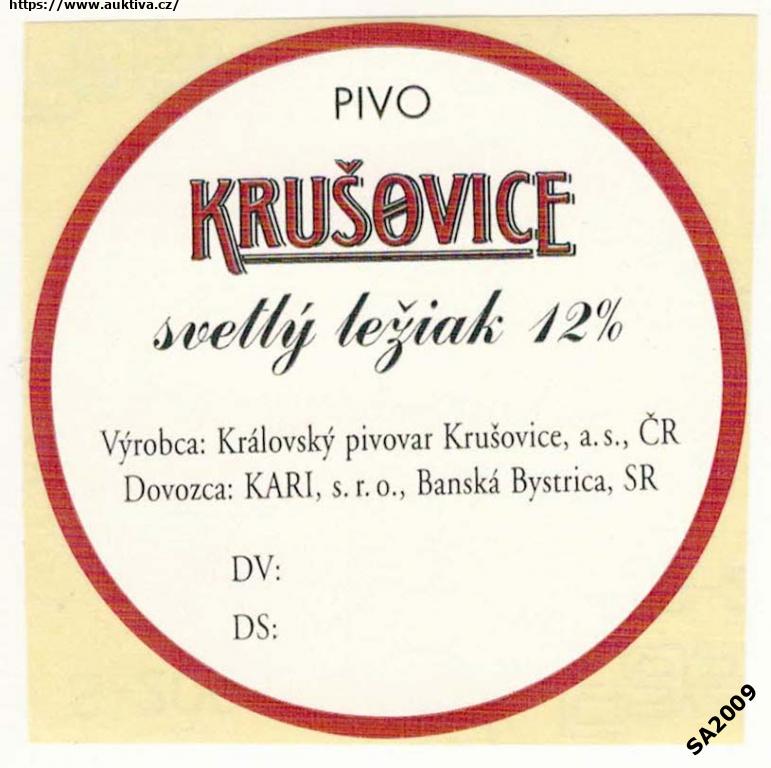 https://www.auktiva.cz/
PIVO
KRUŠOVICE
svetlý ležiak 12%
Výrobca: Královský pivovar Krušovice, a.s., ČR
Dovozca: KARI, s.r.o., Banská Bystrica, SR
DV:
DS:
SA2009